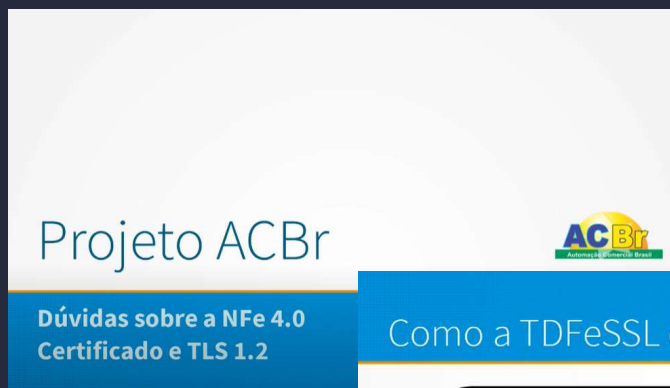 Projeto ACBr
ACBr
Automação Comercial Brasil
Dúvidas sobre a NFe 4.0
Certificado e TLS 1.2
Como a TDFeSSL